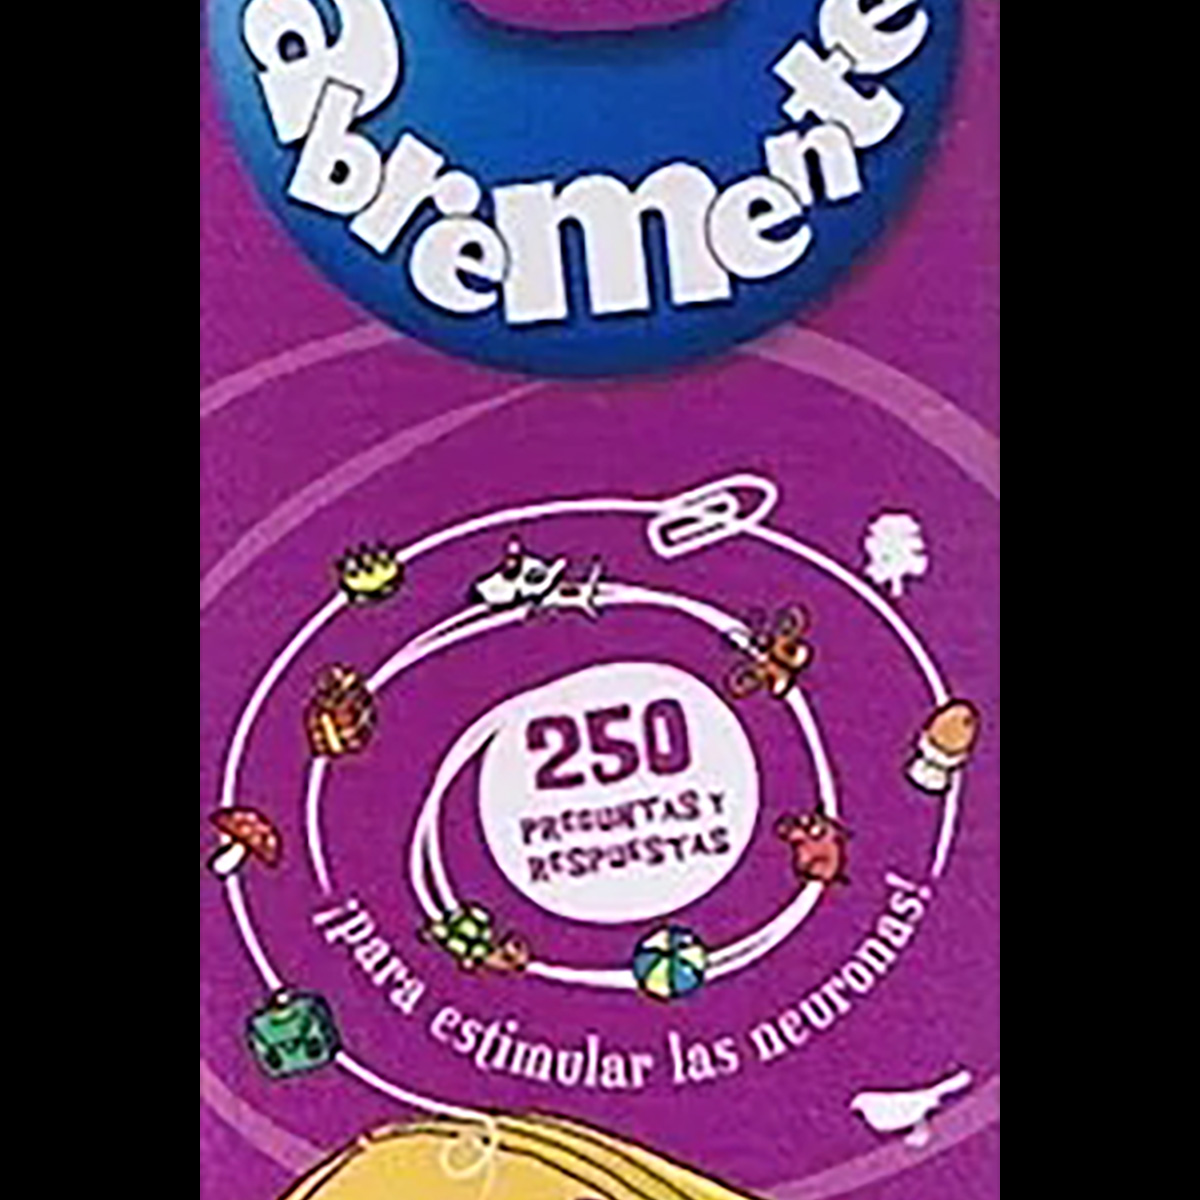 abremente
250
PREGUNTAS Y
RESPUESTAS
¡para estimular las neuronas!